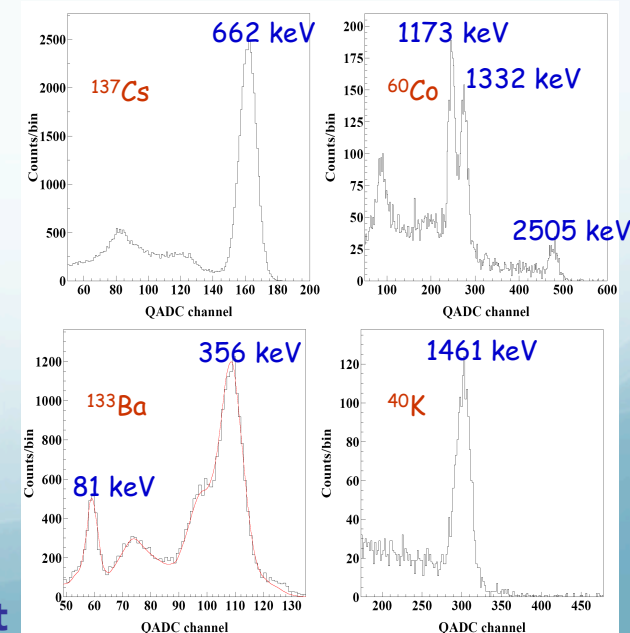 662 keV
137Cs
Counts/bin
2500
2000
1500
1000
500
0
60 80 100 120 140 160 180 200
QADC channel
1173 keV
1332 keV
60Co
2505 keV
Counts/bin
200
175
150
125
100
75
50
25
0
100 200 300 400 500 600
QADC channel
356 keV
133Ba
81 keV
Counts/bin
1200
1000
800
600
400
200
0
50 70 90 110 130
QADC channel
1461 keV
40K
Counts/bin
120
100
80
60
40
20
0
200 250 300 350 400 450
QADC channel
t